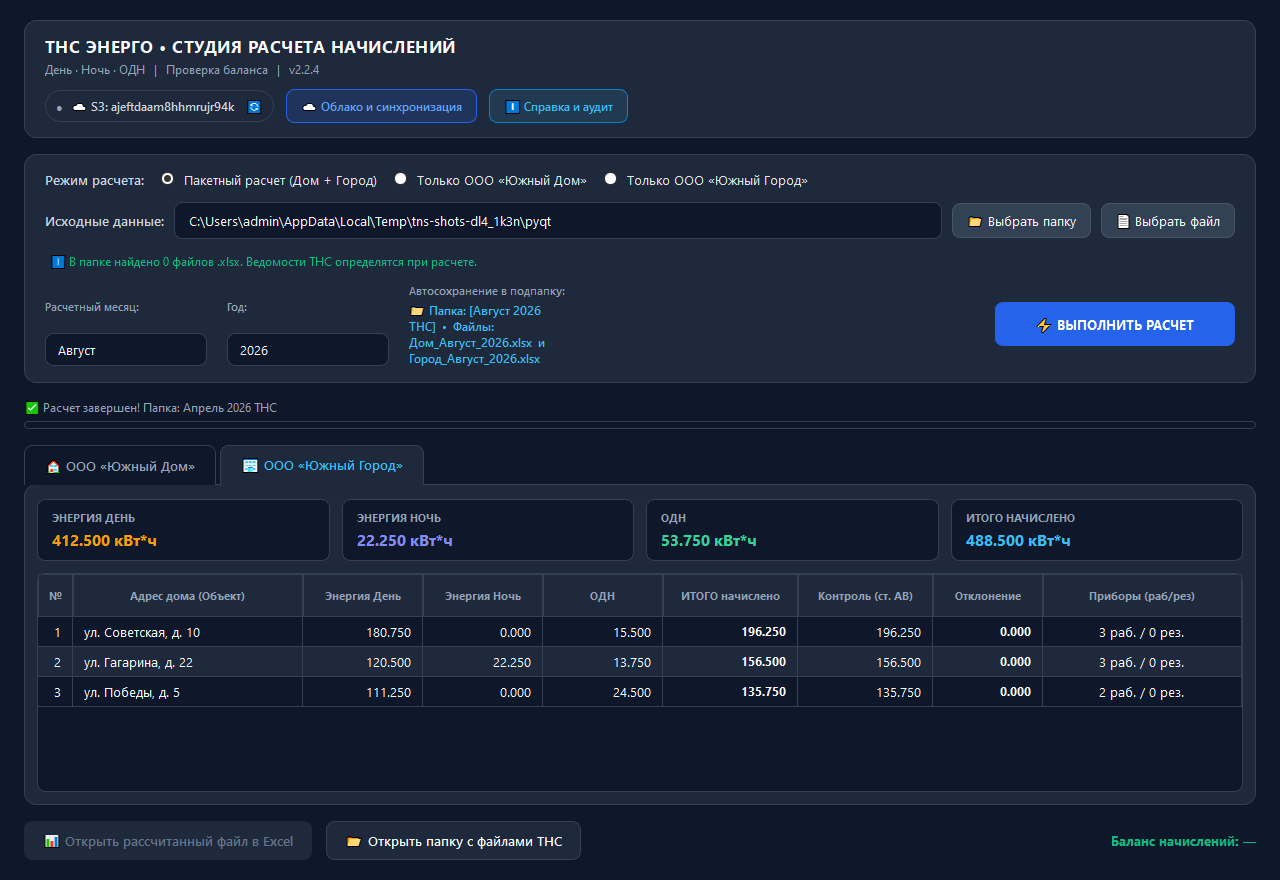 ТНС ЭНЕРГО • СТУДИЯ РАСЧЕТА НАЧИСЛЕНИЙ
День · Ночь · ОДН | Проверка баланса | v2.2.4
● ☁ S3: ajeftdaam8hhmrujr94k 🔄 ☁ Облако и синхронизация ℹ Справка и аудит
Режим расчета: Пакетный расчет (Дом + Город) Только ООО «Южный Дом» Только ООО «Южный Город»
Исходные данные: C:\Users\admin\AppData\Local\Temp\tns-shots-dl4_1k3n\pyqt 📂 Выбрать папку 📄 Выбрать файл
ℹ В папке найдено 0 файлов .xlsx. Ведомости ТНС определятся при расчете.
Расчетный месяц: Год: Автосохранение в подпапку:
Август 2026
📂 Папка: [Август 2026
ТНС] • Файлы:
Дом_Август_2026.xlsx и
Город_Август_2026.xlsx
⚡ ВЫПОЛНИТЬ РАСЧЕТ
✅ Расчет завершен! Папка: Апрель 2026 ТНС
🏠 ООО «Южный Дом» 🏢 ООО «Южный Город»
ЭНЕРГИЯ ДЕНЬ ЭНЕРГИЯ НОЧЬ ОДН ИТОГО НАЧИСЛЕНО
412.500 кВт*ч 22.250 кВт*ч 53.750 кВт*ч 488.500 кВт*ч
№ Адрес дома (Объект) Энергия День Энергия Ночь ОДН ИТОГО начислено Контроль (ст. АВ) Отклонение Приборы (раб/рез)
1 ул. Советская, д. 10 180.750 0.000 15.500 196.250 196.250 0.000 3 раб. / 0 рез.
2 ул. Гагарина, д. 22 120.500 22.250 13.750 156.500 156.500 0.000 3 раб. / 0 рез.
3 ул. Победы, д. 5 111.250 0.000 24.500 135.750 135.750 0.000 2 раб. / 0 рез.
📊 Открыть рассчитанный файл в Excel 📂 Открыть папку с файлами ТНС Баланс начислений: —